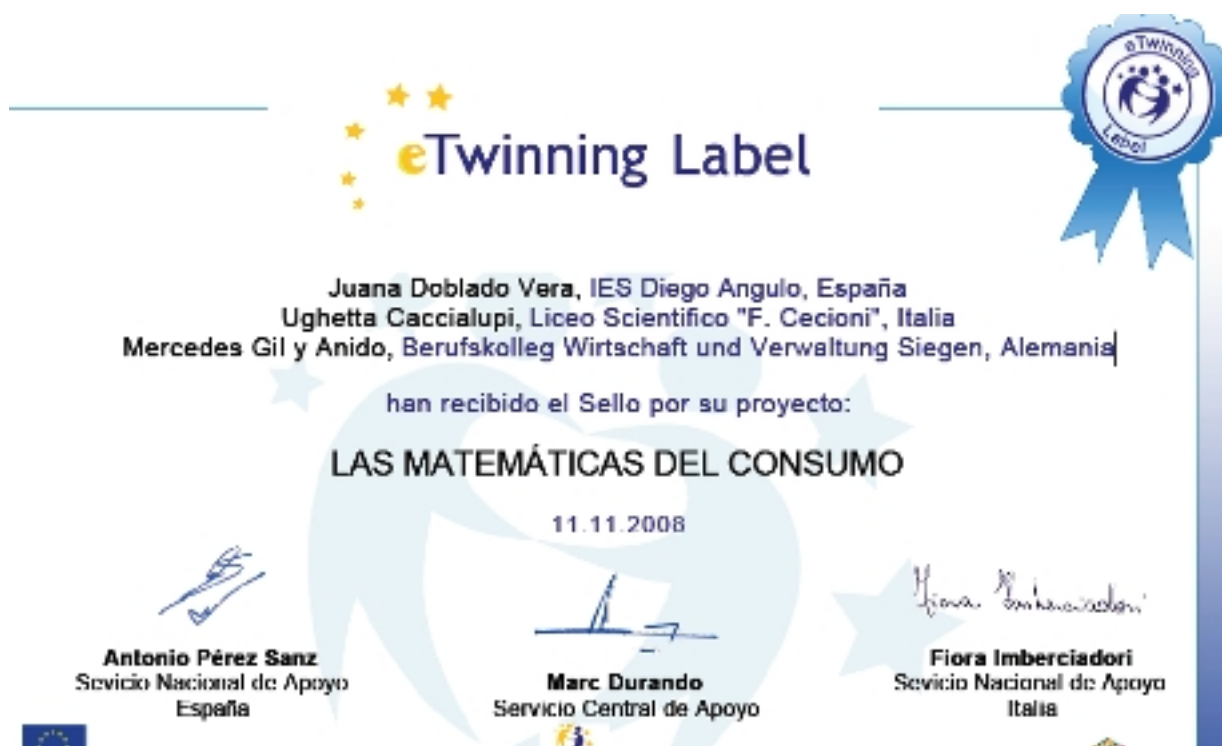 eTwinning
Label
eTwinning Label
Juana Doblado Vera, IES Diego Angulo, España
Ughetta Caccialupi, Liceo Scientifico "F. Cecioni", Italia
Mercedes Gil y Anido, Berufskolleg Wirtschaft und Verwaltung Siegen, Alemania
han recibido el Sello por su proyecto:
LAS MATEMÁTICAS DEL CONSUMO
11.11.2008
Fiora Imberciadori
Antonio Pérez Sanz
Sevicio Nacional de Apoyo
España
Marc Durando
Servicio Central de Apoyo
Fiora Imberciadori
Sevicio Nacional de Apoyo
Italia